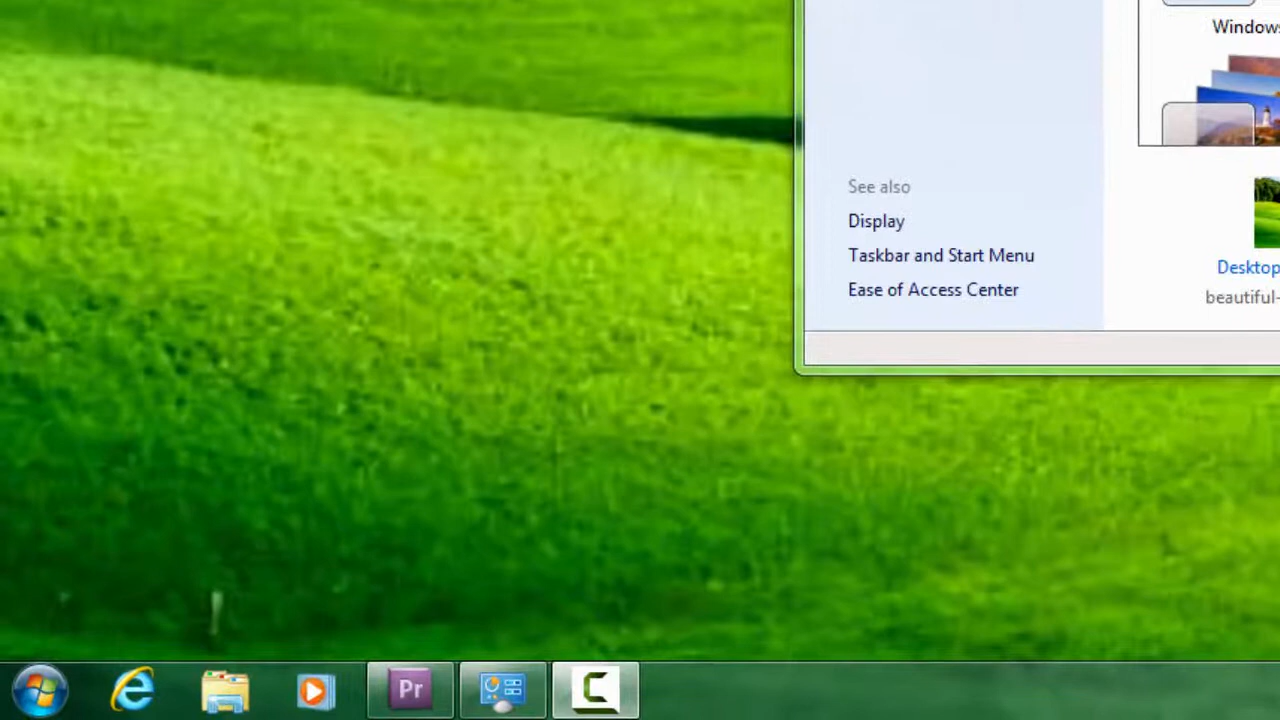 Windows
See also
Display
Taskbar and Start Menu
Ease of Access Center
Desktop
beautiful-
Pr
C